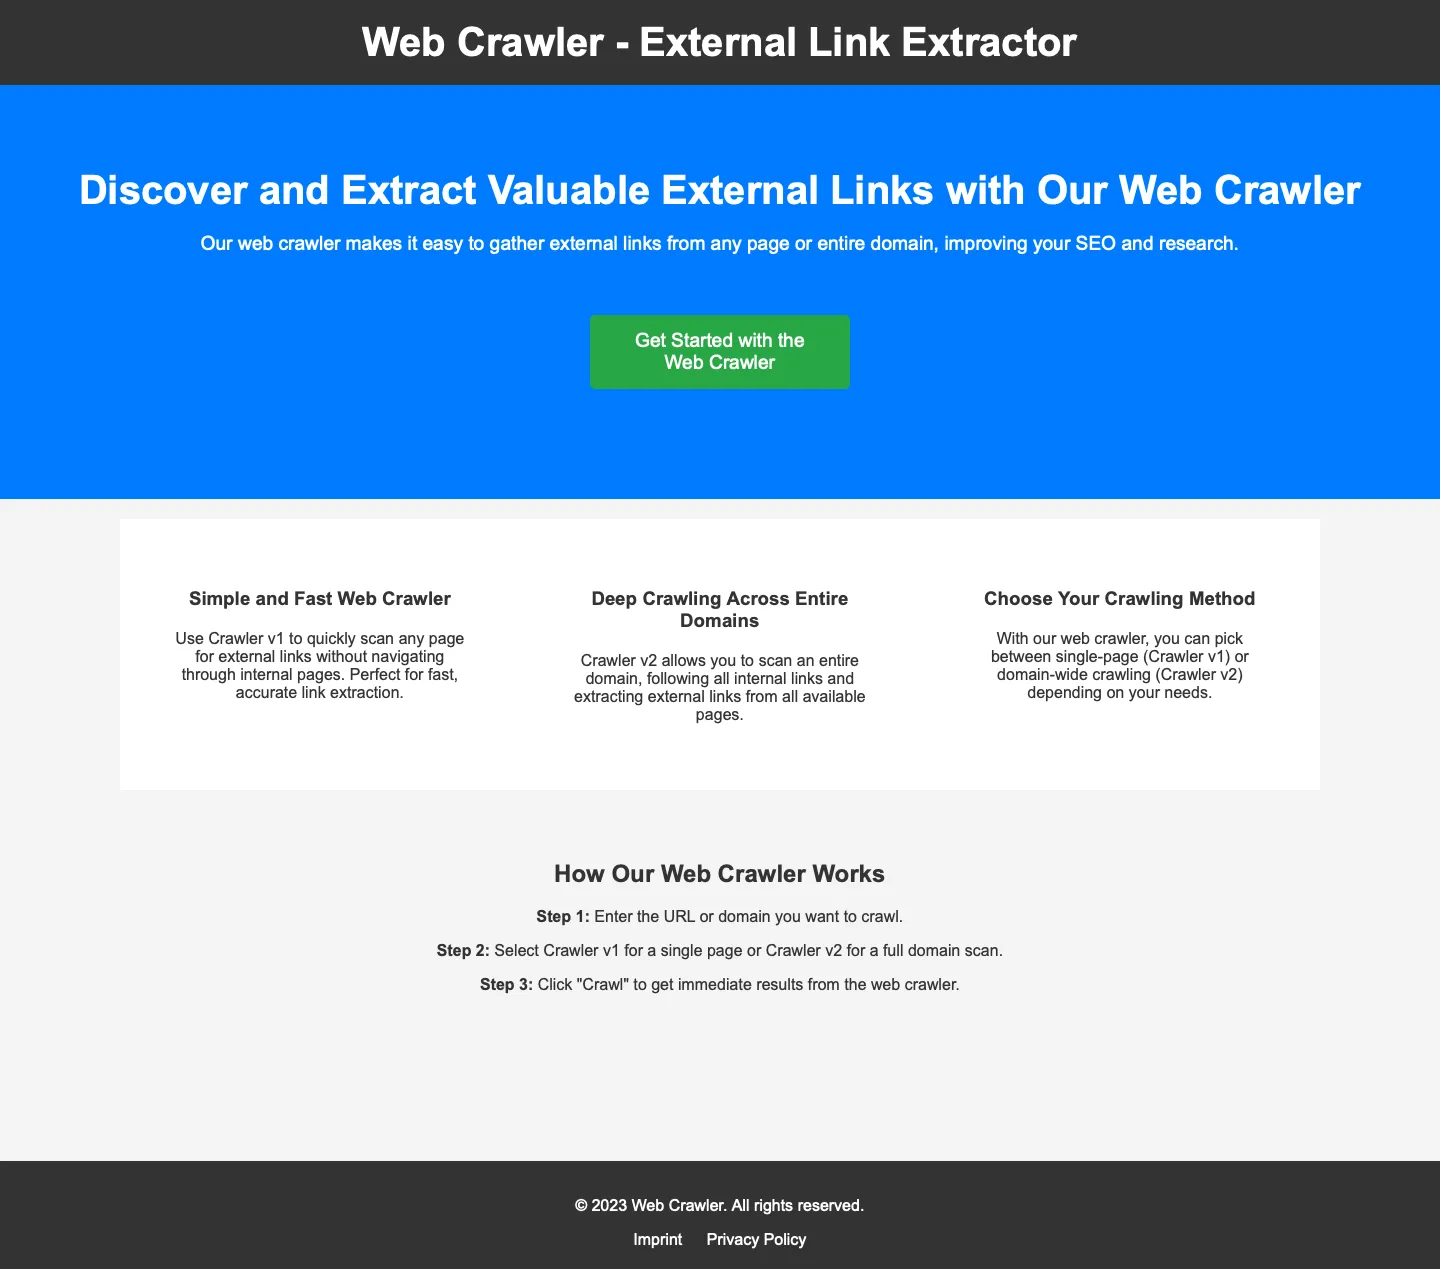 Web Crawler - External Link Extractor
Discover and Extract Valuable External Links with Our Web Crawler
Our web crawler makes it easy to gather external links from any page or entire domain, improving your SEO and research.
Get Started with the
Web Crawler
Simple and Fast Web Crawler
Use Crawler v1 to quickly scan any page
for external links without navigating
through internal pages. Perfect for fast,
accurate link extraction.
Deep Crawling Across Entire
Domains
Crawler v2 allows you to scan an entire
domain, following all internal links and
extracting external links from all available
pages.
Choose Your Crawling Method
With our web crawler, you can pick
between single-page (Crawler v1) or
domain-wide crawling (Crawler v2)
depending on your needs.
How Our Web Crawler Works
Step 1: Enter the URL or domain you want to crawl.
Step 2: Select Crawler v1 for a single page or Crawler v2 for a full domain scan.
Step 3: Click "Crawl" to get immediate results from the web crawler.
© 2023 Web Crawler. All rights reserved.
Imprint Privacy Policy